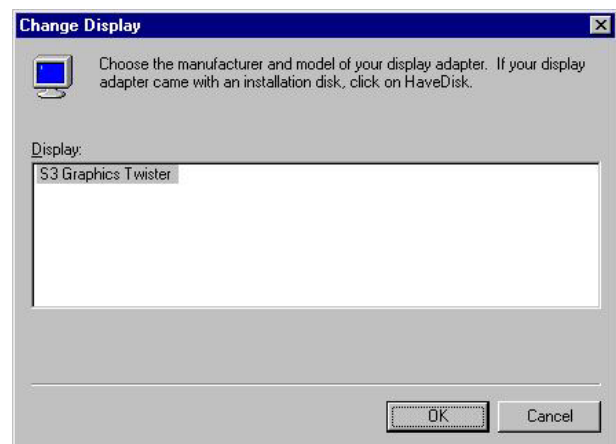 Change Display
Choose the manufacturer and model of your display adapter. If your display
adapter came with an installation disk, click on HaveDisk.
Display:
S3 Graphics Twister
OK
Cancel